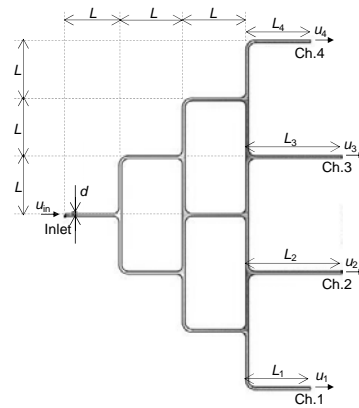 L L L L₄ u₄
Ch.4
L
L L₃ u₃
Ch.3
L d
uᵢₙ
Inlet
L₂ u₂
Ch.2
L₁ u₁
Ch.1